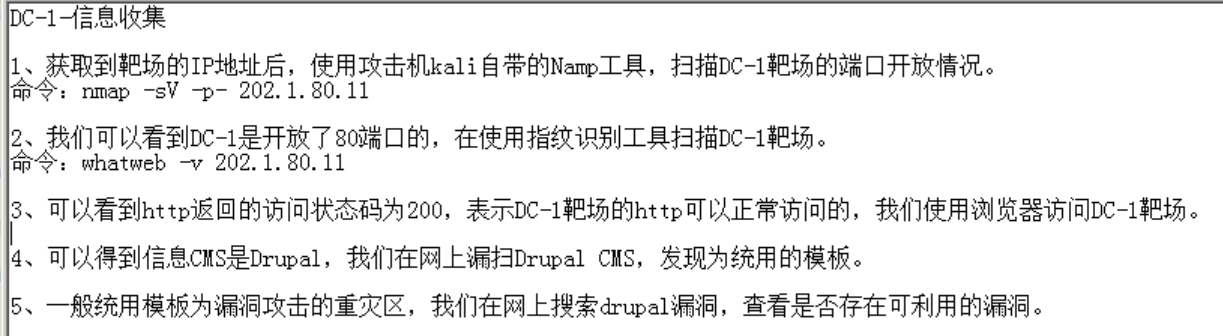 DC-1-信息收集
1、获取到靶场的IP地址后，使用攻击机kali自带的Namp工具，扫描DC-1靶场的端口开放情况。
命令：nmap -sV -p- 202.1.80.11
2、我们可以看到DC-1是开放了80端口的，在使用指纹识别工具扫描DC-1靶场。
命令：whatweb -v 202.1.80.11
3、可以看到http返回的访问状态码为200，表示DC-1靶场的http可以正常访问的，我们使用浏览器访问DC-1靶场。
4、可以得到信息CMS是Drupal，我们在网上漏扫Drupal CMS，发现为统用的模板。
5、一般统用模板为漏洞攻击的重灾区，我们在网上搜索drupal漏洞，查看是否存在可利用的漏洞。